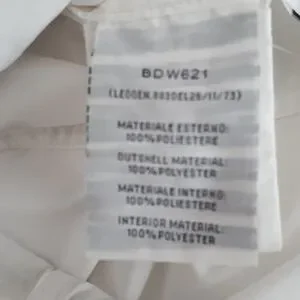 BDW621
(LEGGEN.883DEL26/11/73)
MATERIALE ESTERNO:
100%POLIESTERE
OUTSHELL MATERIAL:
100%POLYESTER
MATERIALE INTERNO:
100%POLIESTERE
INTERIOR MATERIAL:
100%POLYESTER